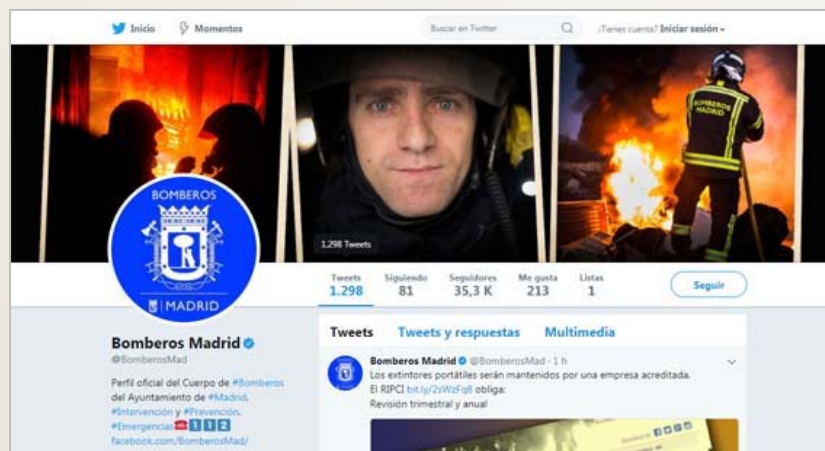 Inicio Momentos Buscar en Twitter ¿Tienes cuenta? Iniciar sesión
BOMBEROS
MADRID
BOMBEROS
MADRID
1.298 Tweets
Tweets Siguiendo Seguidores Me gusta Listas
1.298 81 35,3 K 213 1 Seguir
Bomberos Madrid
@BomberosMad
Perfil oficial del Cuerpo de #Bomberos
del Ayuntamiento de #Madrid.
#Intervención y #Prevención.
#Emergencias☎️1 1 2
facebook.com/BomberosMad/
Tweets Tweets y respuestas Multimedia
Bomberos Madrid @BomberosMad · 1 h
Los extintores portátiles serán mantenidos por una empresa acreditada.
El RIPCI bit.ly/2sWzFq8 obliga:
Revisión trimestral y anual